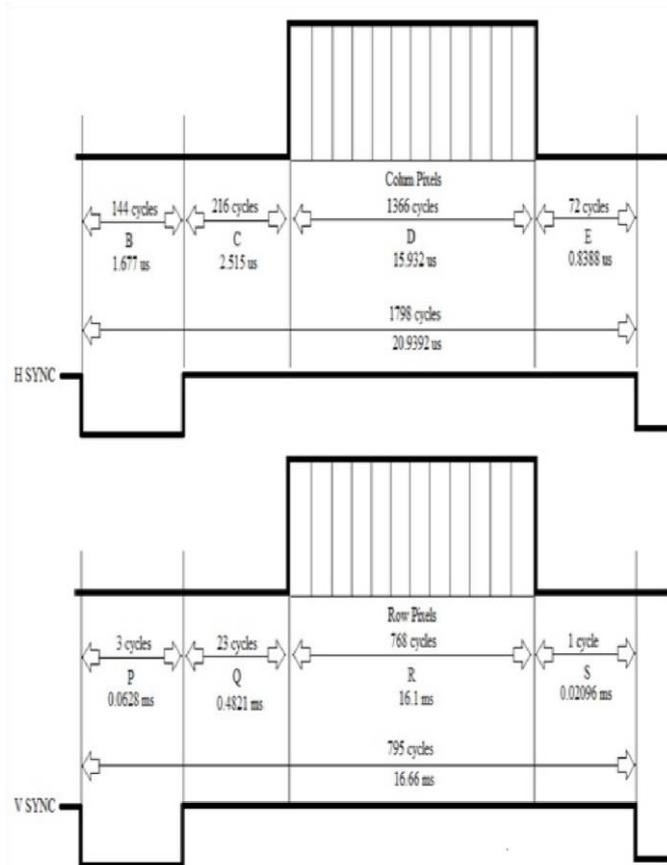 Colum Pixels
144 cycles 216 cycles 1366 cycles 72 cycles
B C D E
1.677 us 2.515 us 15.932 us 0.8388 us
1798 cycles
20.9392 us
H SYNC
Row Pixels
3 cycles 23 cycles 768 cycles 1 cycle
P Q R S
0.0628 ms 0.4821 ms 16.1 ms 0.02096 ms
795 cycles
16.66 ms
V SYNC